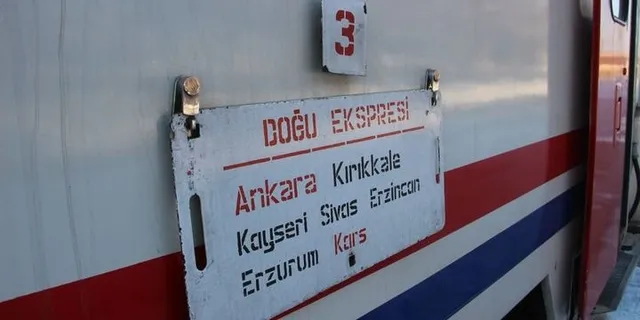 3
DOĞU EKSPRESİ
Ankara Kırıkkale
Kayseri Sivas Erzincan
Erzurum Kars